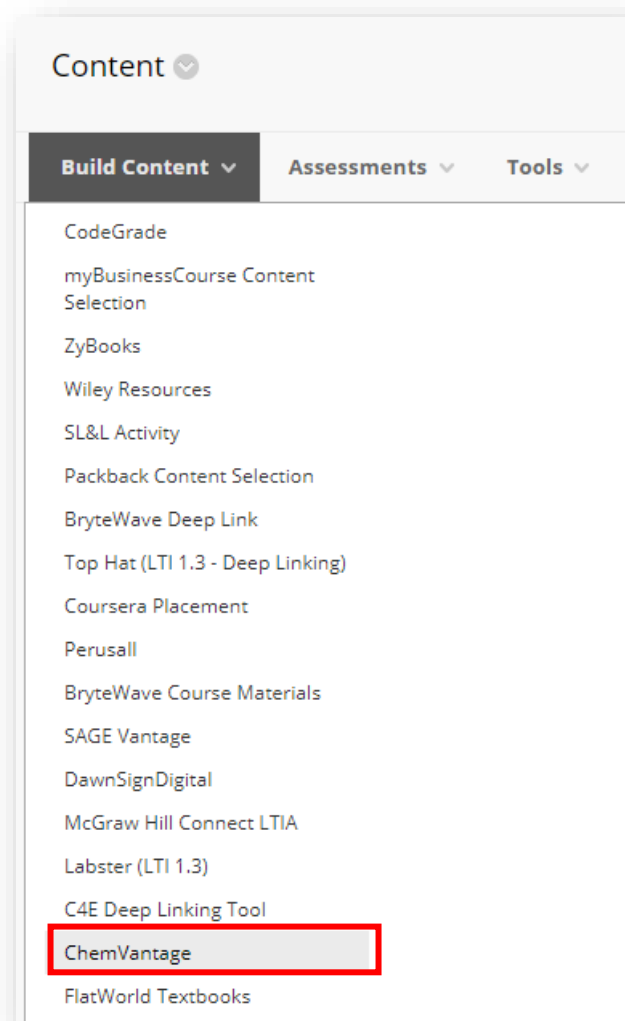 Content
Build Content
Assessments
Tools
CodeGrade
myBusinessCourse Content
Selection
ZyBooks
Wiley Resources
SL&L Activity
Packback Content Selection
BryteWave Deep Link
Top Hat (LTI 1.3 - Deep Linking)
Coursera Placement
Perusall
BryteWave Course Materials
SAGE Vantage
DawnSignDigital
McGraw Hill Connect LTIA
Labster (LTI 1.3)
C4E Deep Linking Tool
ChemVantage
FlatWorld Textbooks